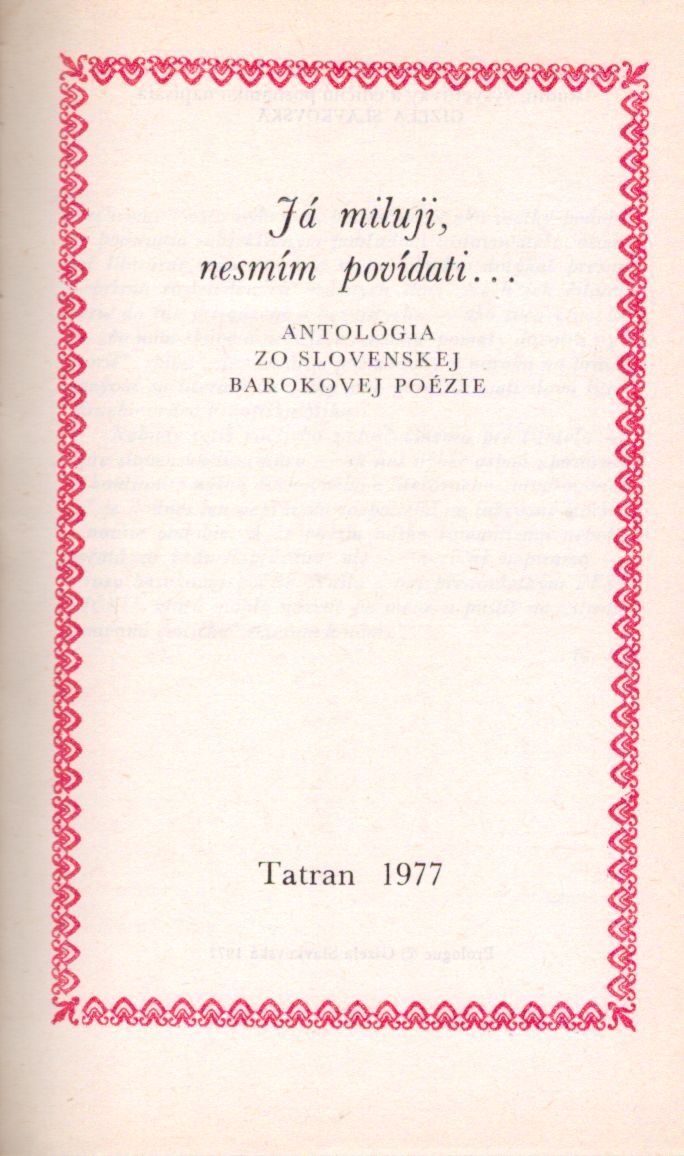 Já miluji,
nesmím povídati...
ANTOLÓGIA
ZO SLOVENSKEJ
BAROKOVEJ POÉZIE
Tatran 1977